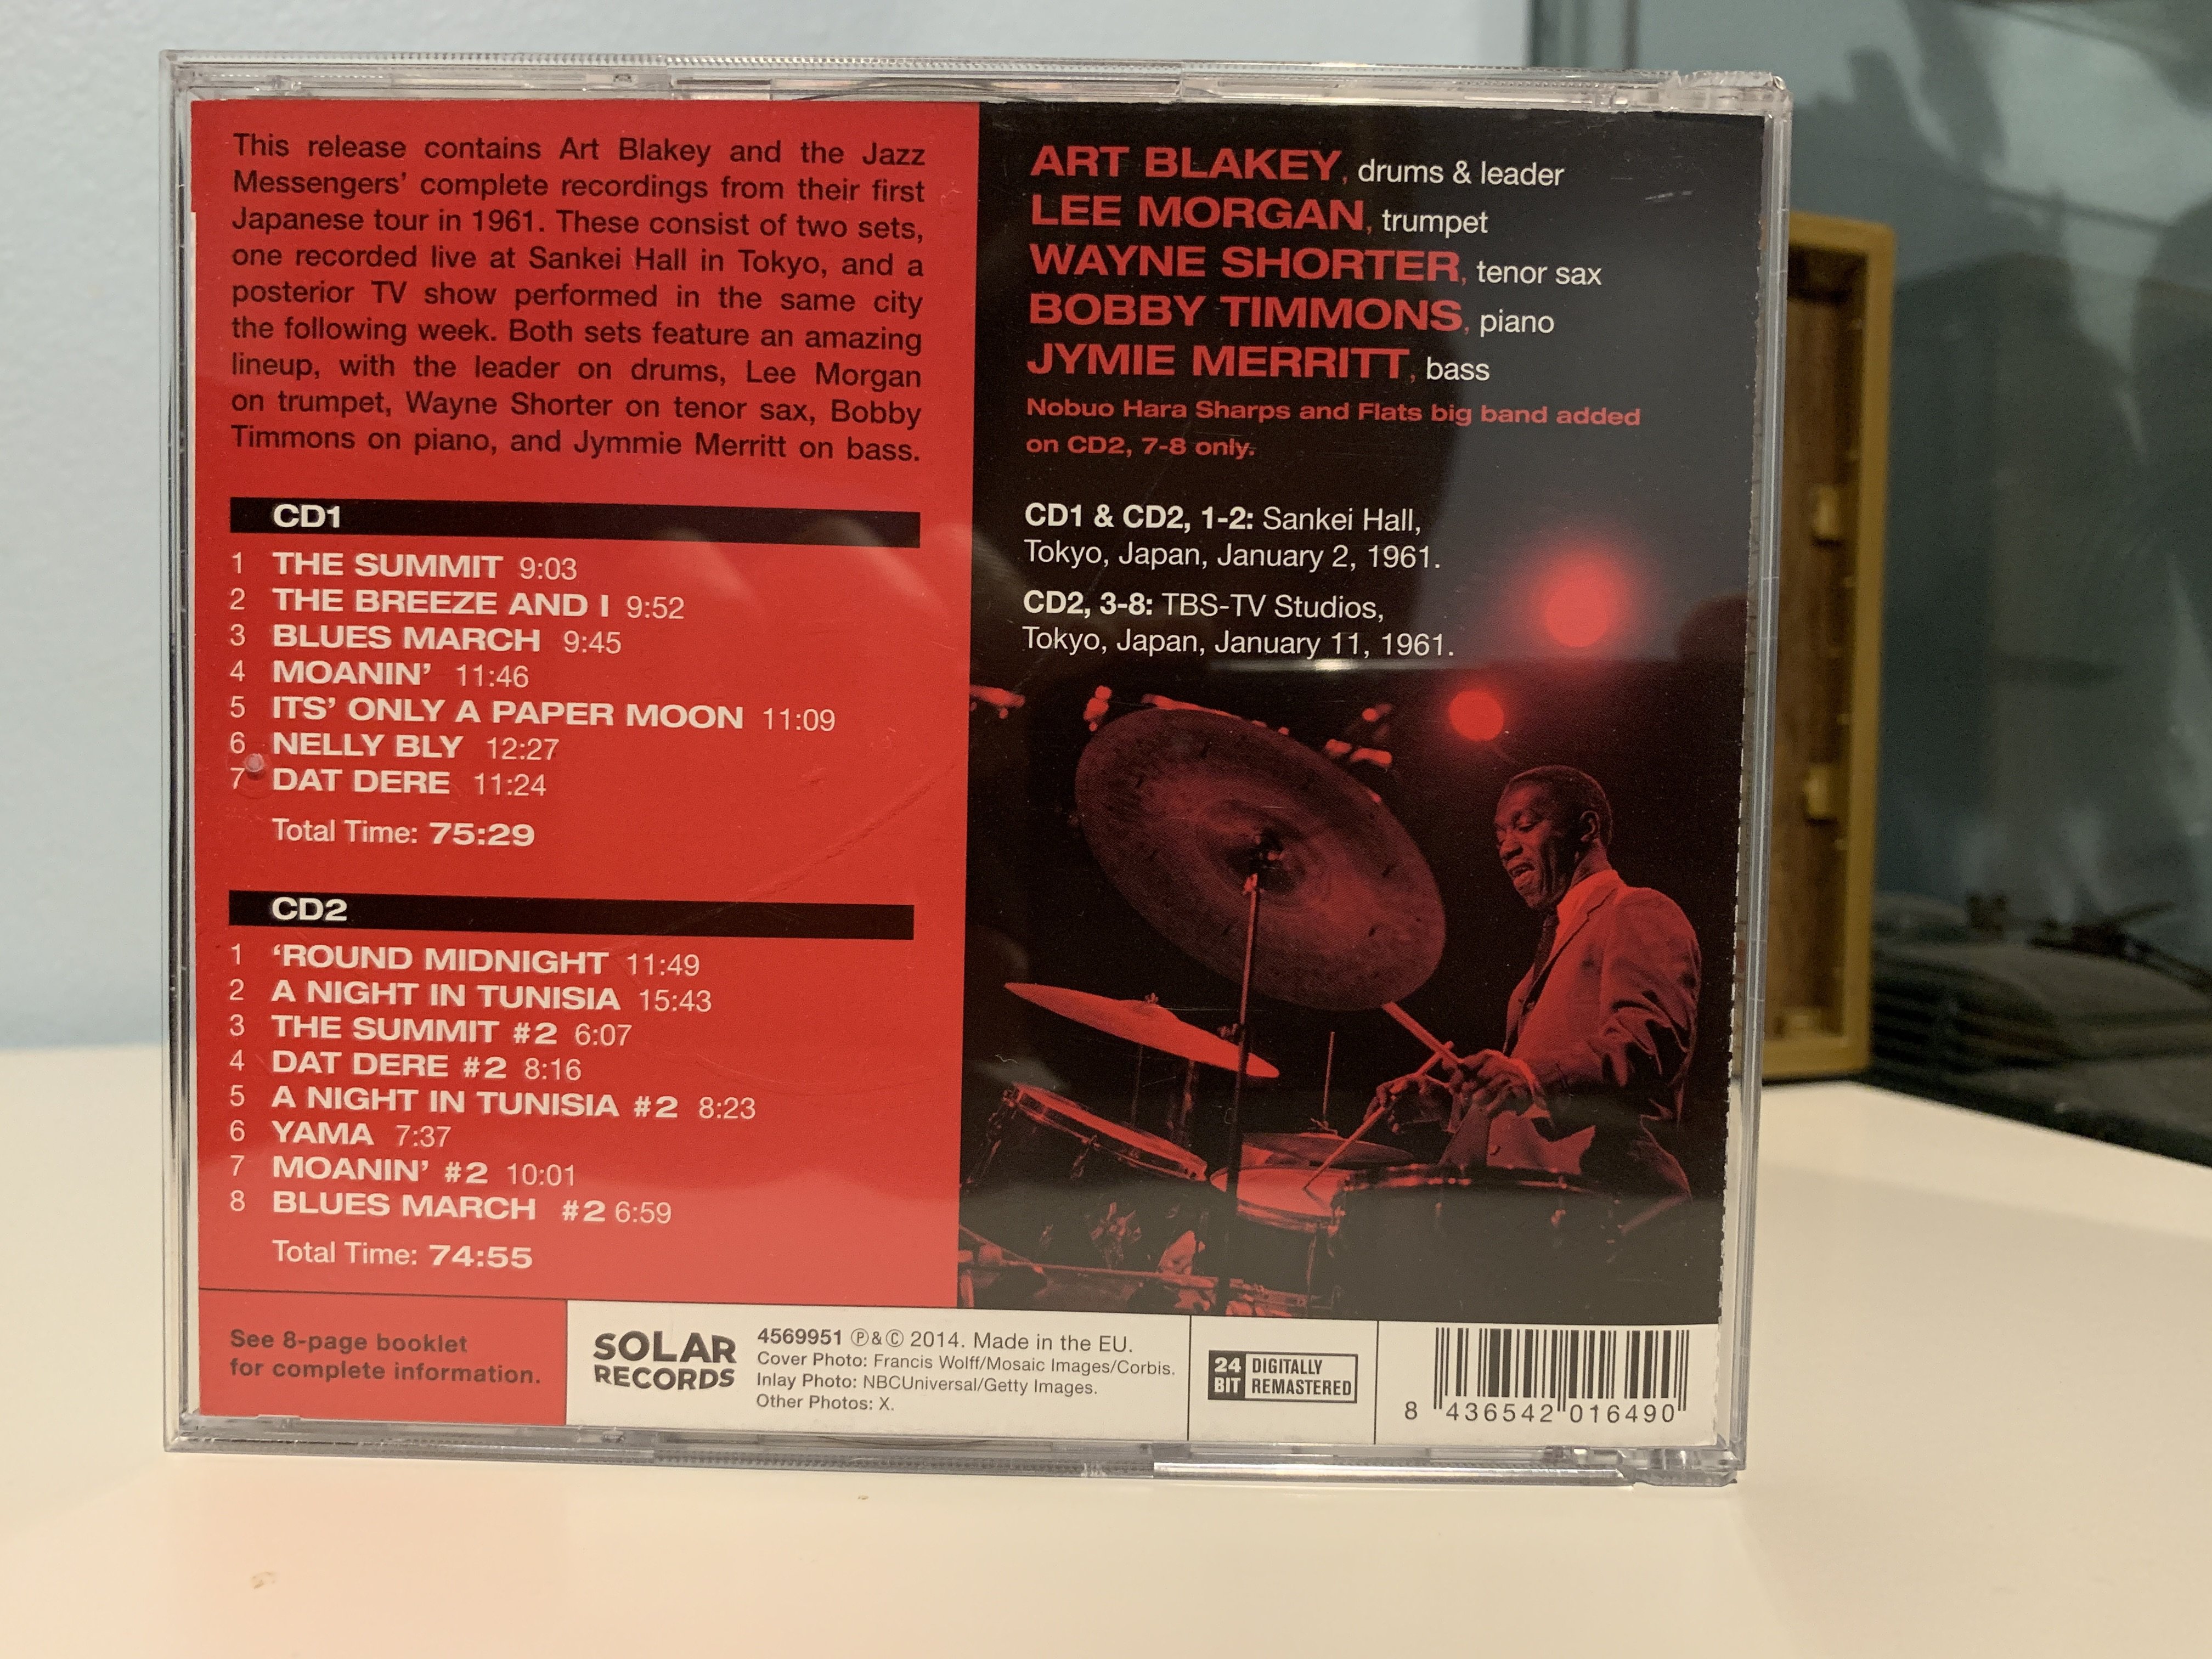 This release contains Art Blakey and the Jazz
Messengers’ complete recordings from their first
Japanese tour in 1961. These consist of two sets,
one recorded live at Sankei Hall in Tokyo, and a
posterior TV show performed in the same city
the following week. Both sets feature an amazing
lineup, with the leader on drums, Lee Morgan
on trumpet, Wayne Shorter on tenor sax, Bobby
Timmons on piano, and Jymmie Merritt on bass.
CD1
1 THE SUMMIT 9:03
2 THE BREEZE AND I 9:52
3 BLUES MARCH 9:45
4 MOANIN’ 11:46
5 ITS’ ONLY A PAPER MOON 11:09
6 NELLY BLY 12:27
7 DAT DERE 11:24
Total Time: 75:29
CD2
1 ‘ROUND MIDNIGHT 11:49
2 A NIGHT IN TUNISIA 15:43
3 THE SUMMIT #2 6:07
4 DAT DERE #2 8:16
5 A NIGHT IN TUNISIA #2 8:23
6 YAMA 7:37
7 MOANIN’ #2 10:01
8 BLUES MARCH #2 6:59
Total Time: 74:55
ART BLAKEY, drums & leader
LEE MORGAN, trumpet
WAYNE SHORTER, tenor sax
BOBBY TIMMONS, piano
JYMIE MERRITT, bass
Nobuo Hara Sharps and Flats big band added
on CD2, 7-8 only.
CD1 & CD2, 1-2: Sankei Hall,
Tokyo, Japan, January 2, 1961.
CD2, 3-8: TBS-TV Studios,
Tokyo, Japan, January 11, 1961.
See 8-page booklet
for complete information.
SOLAR
RECORDS
4569951 ℗&© 2014. Made in the EU.
Cover Photo: Francis Wolff/Mosaic Images/Corbis.
Inlay Photo: NBCUniversal/Getty Images.
Other Photos: X.
24 BIT DIGITALLY
REMASTERED
8 436542 016490